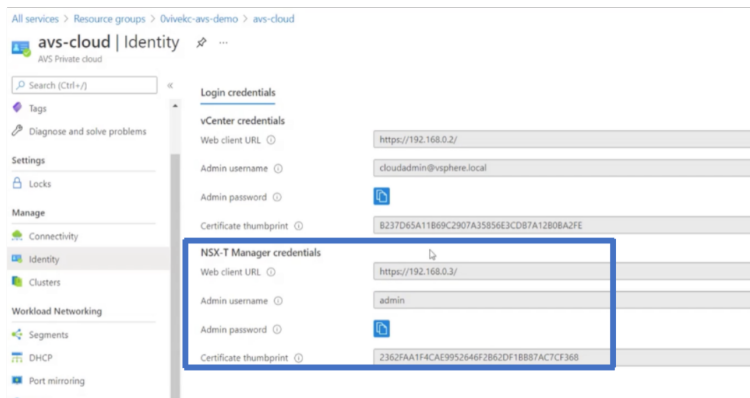 All services > Resource groups > 0vivekc-avs-demo > avs-cloud
avs-cloud | Identity
AVS Private cloud
Search (Ctrl+/)
Tags
Diagnose and solve problems
Settings
Locks
Manage
Connectivity
Identity
Clusters
Workload Networking
Segments
DHCP
Port mirroring
Login credentials
vCenter credentials
Web client URL https://192.168.0.2/
Admin username cloudadmin@vsphere.local
Admin password
Certificate thumbprint B237D65A11B69C2907A35856E3CDB7A12B0BA2FE
NSX-T Manager credentials
Web client URL https://192.168.0.3/
Admin username admin
Admin password
Certificate thumbprint 2362FAA1F4CAE9952646F2B62DF1BB87AC7CF368